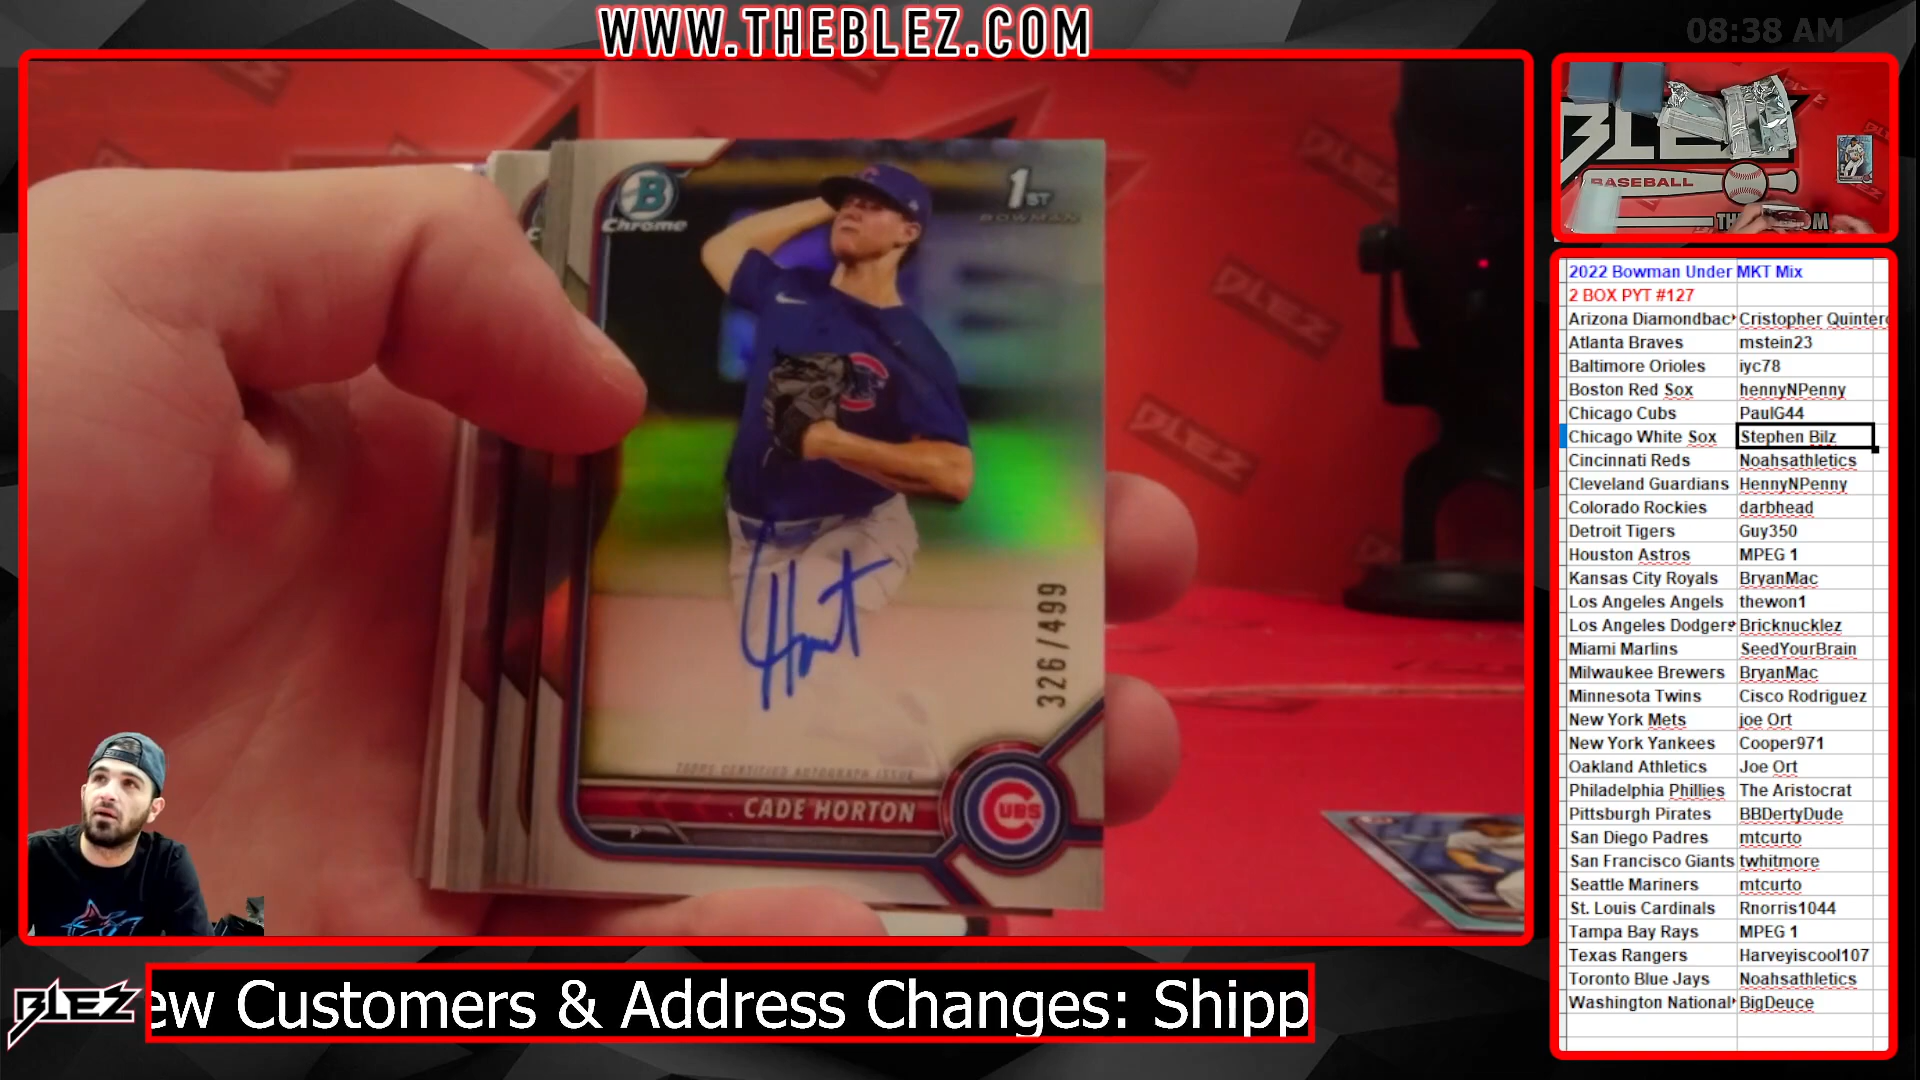 WWW.THEBLEZ.COM
08:38 AM
B
Chrome
1ST
BOWMAN
326/499
TOPPS CERTIFIED AUTOGRAPH ISSUE
CADE HORTON
P
CUBS
BASEBALL
2022 Bowman Under MKT Mix
2 BOX PYT #127
Arizona Diamondbac Cristopher Quintero
Atlanta Braves mstein23
Baltimore Orioles iyc78
Boston Red Sox hennyNPenny
Chicago Cubs PaulG44
Chicago White Sox Stephen Bilz
Cincinnati Reds Noahsathletics
Cleveland Guardians HennyNPenny
Colorado Rockies darbhead
Detroit Tigers Guy350
Houston Astros MPEG 1
Kansas City Royals BryanMac
Los Angeles Angels thewon1
Los Angeles Dodgers Bricknucklez
Miami Marlins SeedYourBrain
Milwaukee Brewers BryanMac
Minnesota Twins Cisco Rodriguez
New York Mets joe Ort
New York Yankees Cooper971
Oakland Athletics Joe Ort
Philadelphia Phillies The Aristocrat
Pittsburgh Pirates BBDertyDude
San Diego Padres mtcurto
San Francisco Giants twhitmore
Seattle Mariners mtcurto
St. Louis Cardinals Rnorris1044
Tampa Bay Rays MPEG 1
Texas Rangers Harveyiscool107
Toronto Blue Jays Noahsathletics
Washington National BigDeuce
BLEZ
ew Customers & Address Changes: Shipp